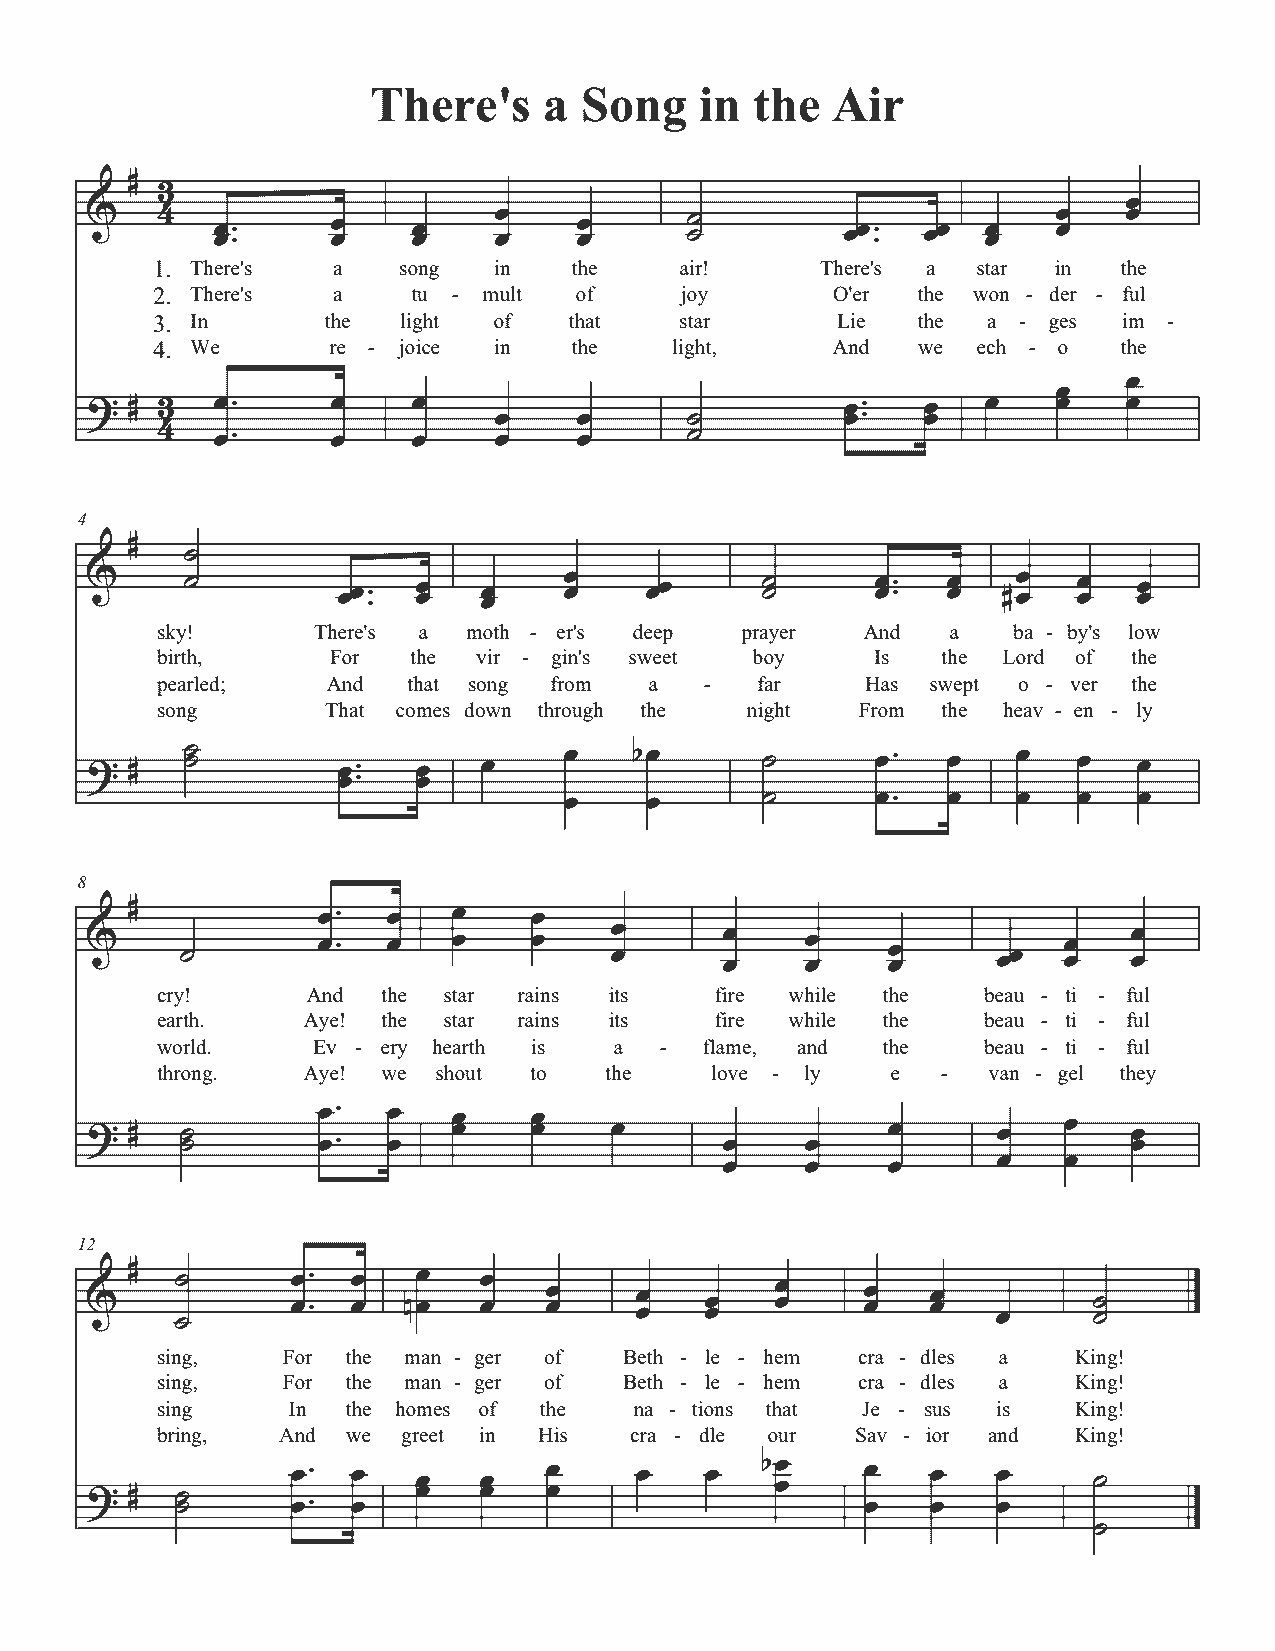 There's a Song in the Air
3
4
1. There's a song in the air! There's a star in the
2. There's a tu - mult of joy O'er the won - der - ful
3. In the light of that star Lie the a - ges im -
4. We re - joice in the light, And we ech - o the
3
4
4
sky! There's a moth - er's deep prayer And a ba - by's low
birth, For the vir - gin's sweet boy Is the Lord of the
pearled; And that song from a - far Has swept o - ver the
song That comes down through the night From the heav - en - ly
8
cry! And the star rains its fire while the beau - ti - ful
earth. Aye! the star rains its fire while the beau - ti - ful
world. Ev - ery hearth is a - flame, and the beau - ti - ful
throng. Aye! we shout to the love - ly e - van - gel they
12
sing, For the man - ger of Beth - le - hem cra - dles a King!
sing, For the man - ger of Beth - le - hem cra - dles a King!
sing In the homes of the na - tions that Je - sus is King!
bring, And we greet in His cra - dle our Sav - ior and King!